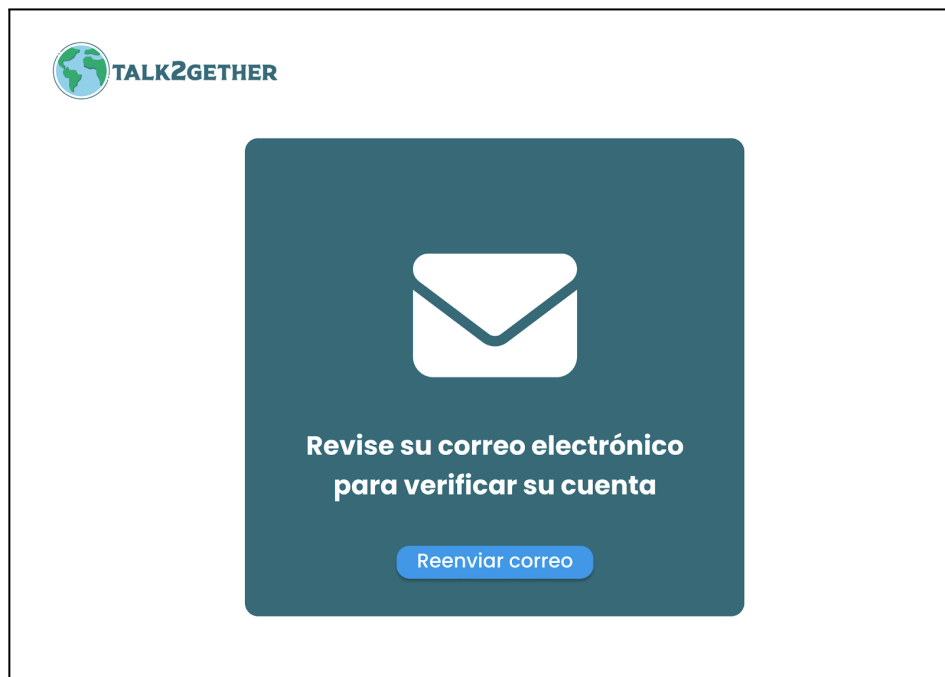 TALK2GETHER
Revise su correo electrónico
para verificar su cuenta
Reenviar correo